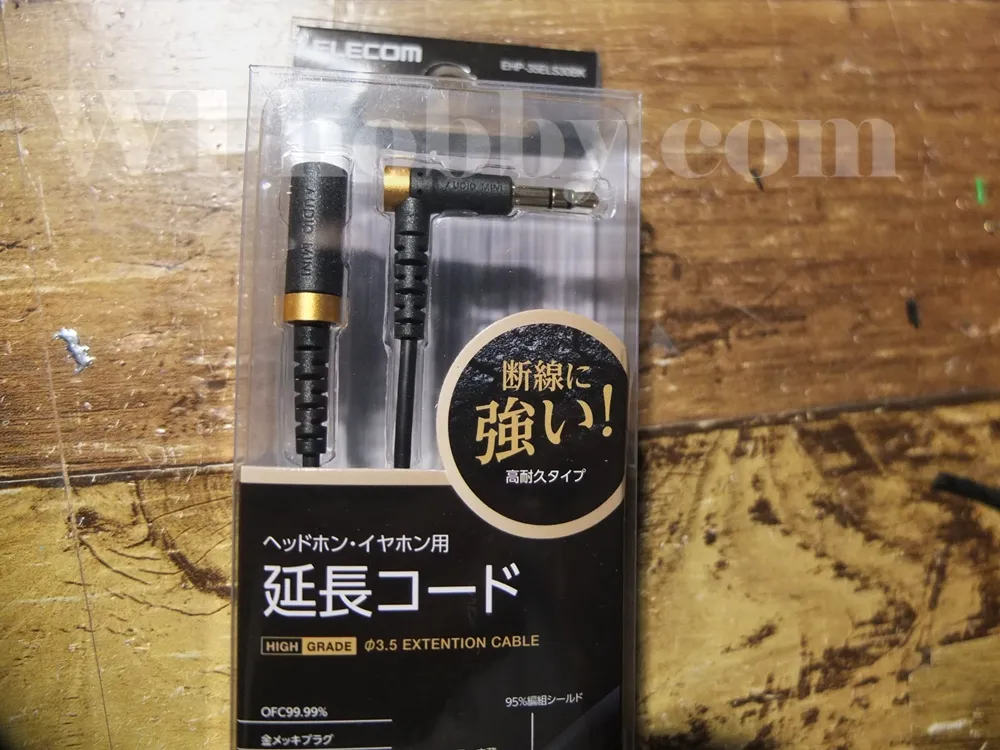 ELECOM
AUDIO MINI
AUDIO MINI
断線に
強い!
高耐久タイプ
ヘッドホン・イヤホン用
延長コード
HIGH GRADE Φ3.5 EXTENTION CABLE
95%編組シールド
OFC99.99%
金メッキプラグ